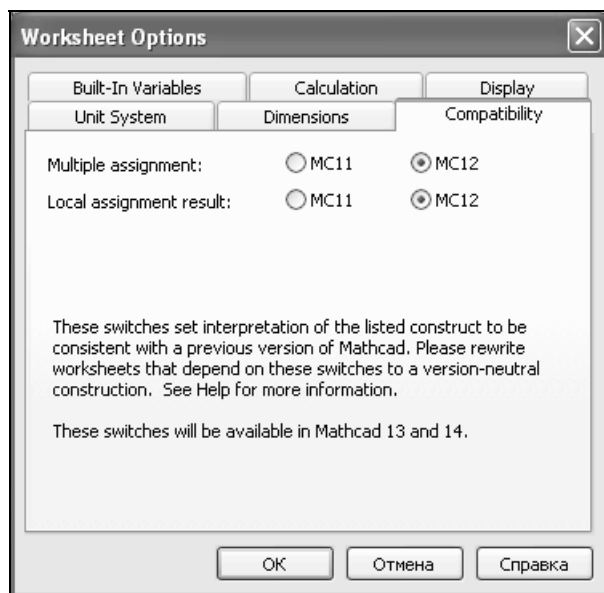 Worksheet Options
Built-In Variables Calculation Display
Unit System Dimensions Compatibility
Multiple assignment: MC11 MC12
Local assignment result: MC11 MC12
These switches set interpretation of the listed construct to be
consistent with a previous version of Mathcad. Please rewrite
worksheets that depend on these switches to a version-neutral
construction. See Help for more information.
These switches will be available in Mathcad 13 and 14.
OK Отмена Справка